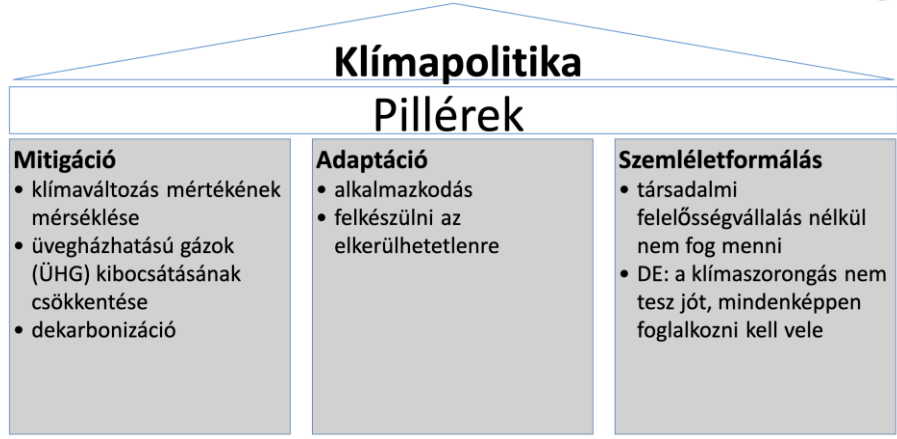 Klímapolitika
Pillérek
Mitigáció
• klímaváltozás mértékének
mérséklése
• üvegházhatású gázok
(ÜHG) kibocsátásának
csökkentése
• dekarbonizáció
Adaptáció
• alkalmazkodás
• felkészülni az
elkerülhetetlenre
Szemléletformálás
• társadalmi
felelősségvállalás nélkül
nem fog menni
• DE: a klímaszorongás nem
tesz jót, mindenképpen
foglalkozni kell vele